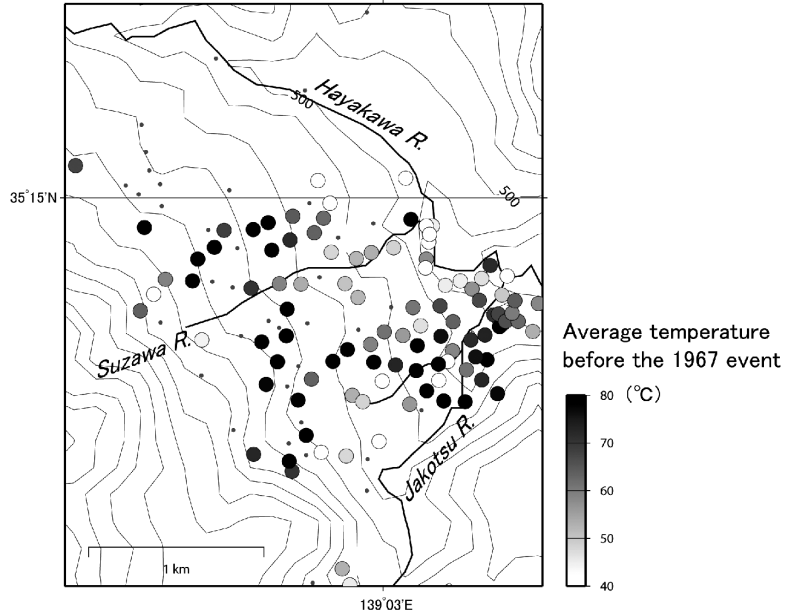 Hayakawa R.
500
35°15'N
500
Suzawa R.
Jakotsu R.
1 km
139°03'E
Average temperature
before the 1967 event
80 (℃)
70
60
50
40